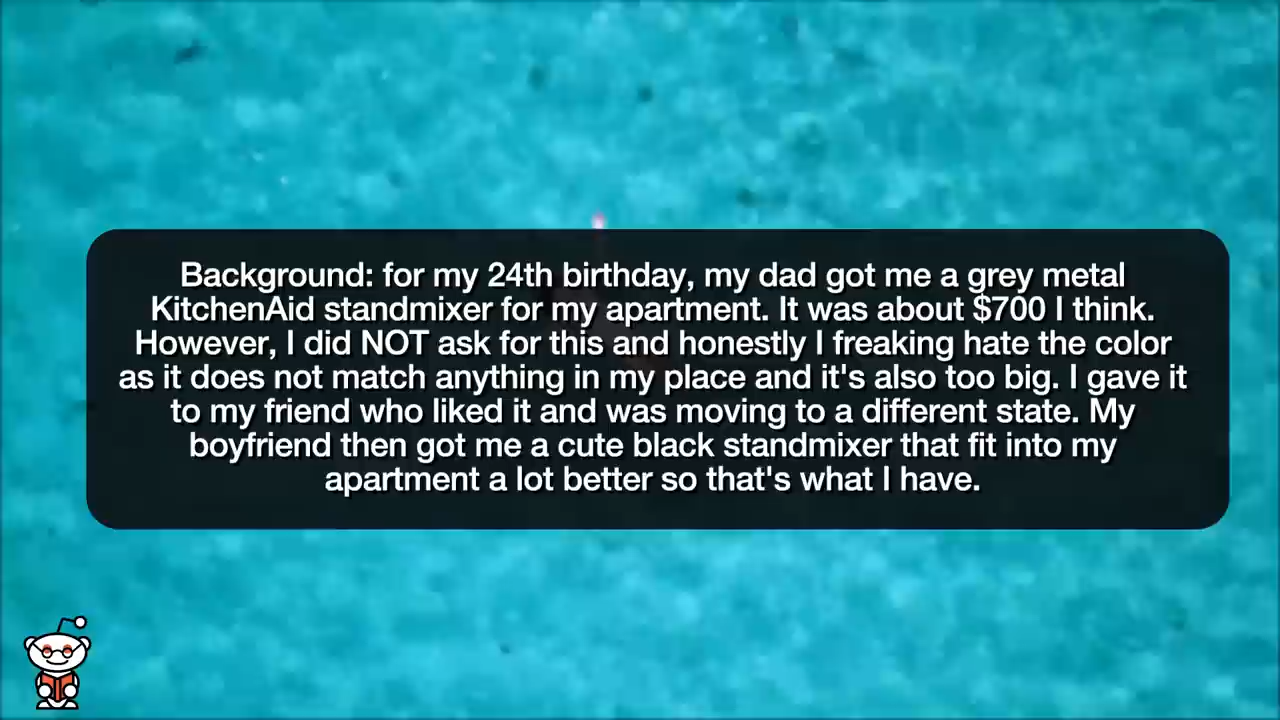 Background: for my 24th birthday, my dad got me a grey metal
KitchenAid standmixer for my apartment. It was about $700 I think.
However, I did NOT ask for this and honestly I freaking hate the color
as it does not match anything in my place and it's also too big. I gave it
to my friend who liked it and was moving to a different state. My
boyfriend then got me a cute black standmixer that fit into my
apartment a lot better so that's what I have.